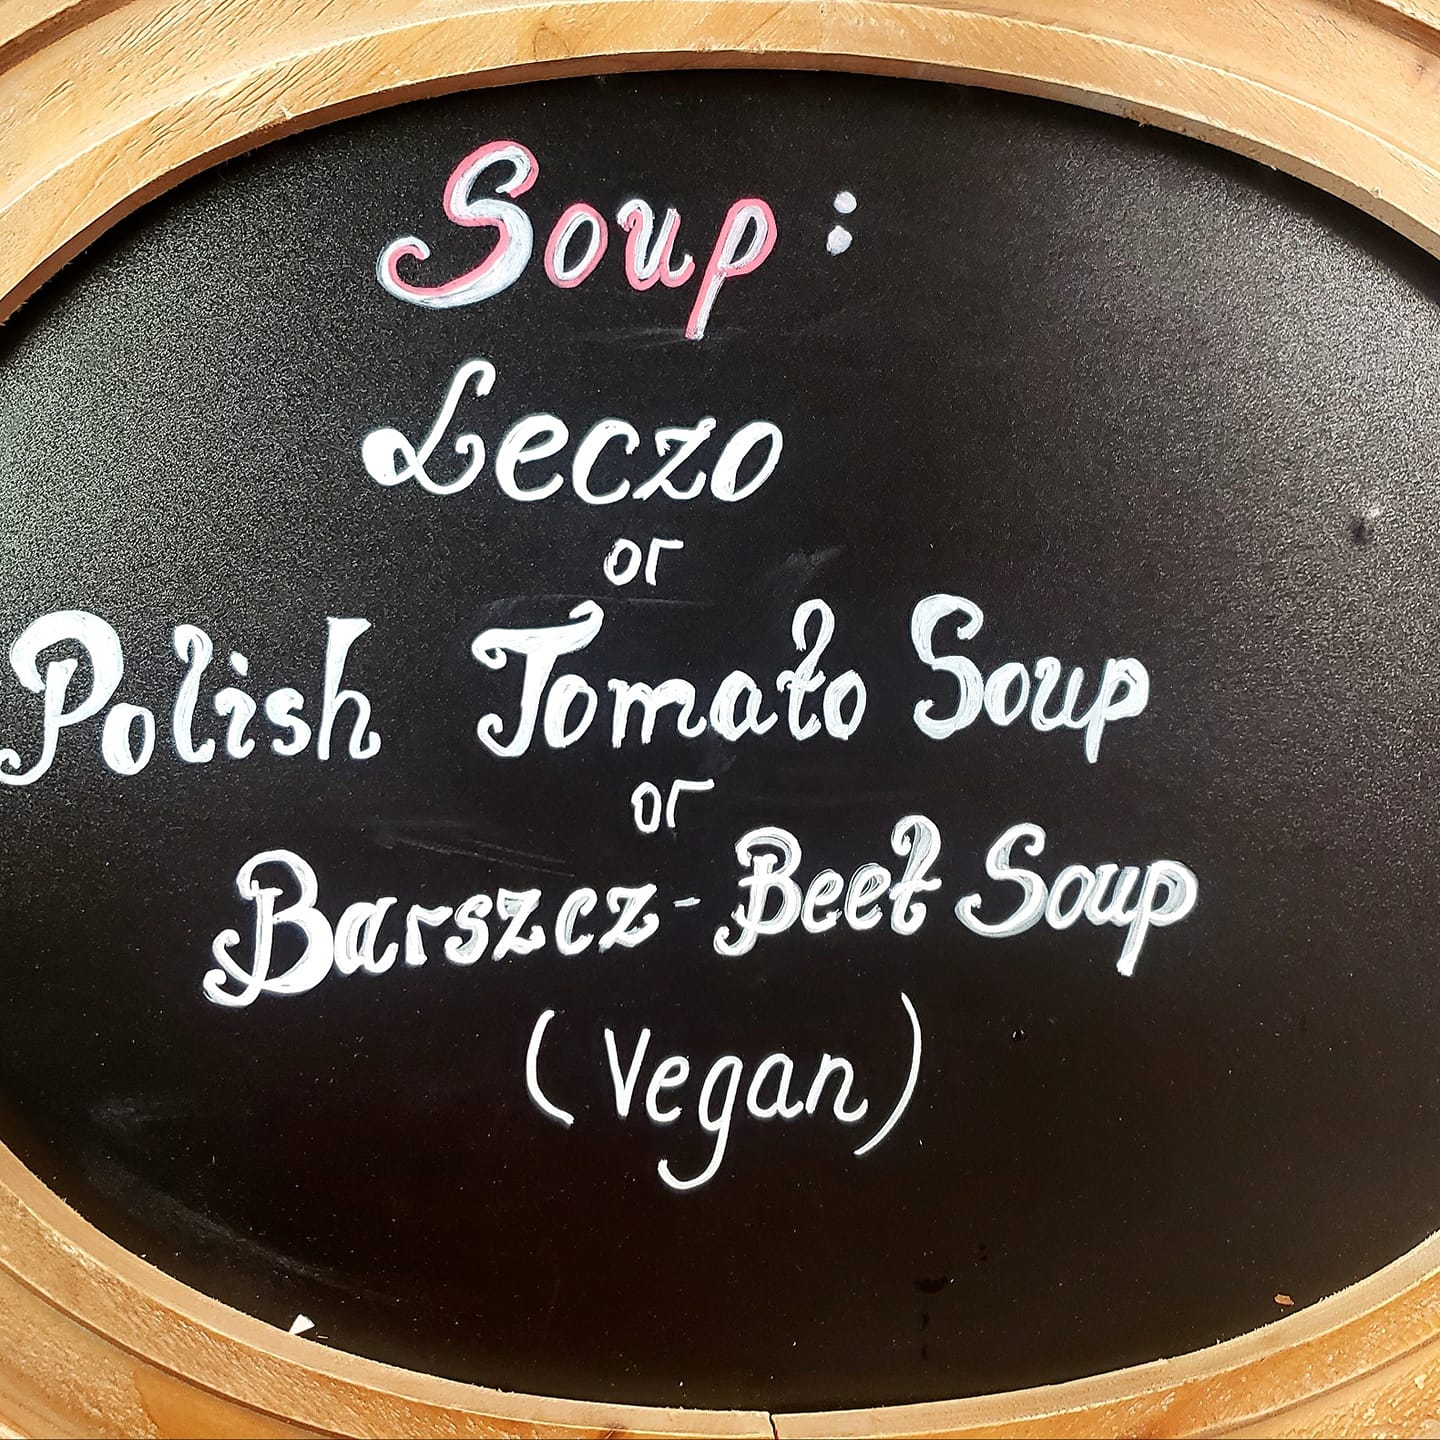 Soup :
Leczo
or
Polish Tomato Soup
or
Barszcz - Beet Soup
(Vegan)